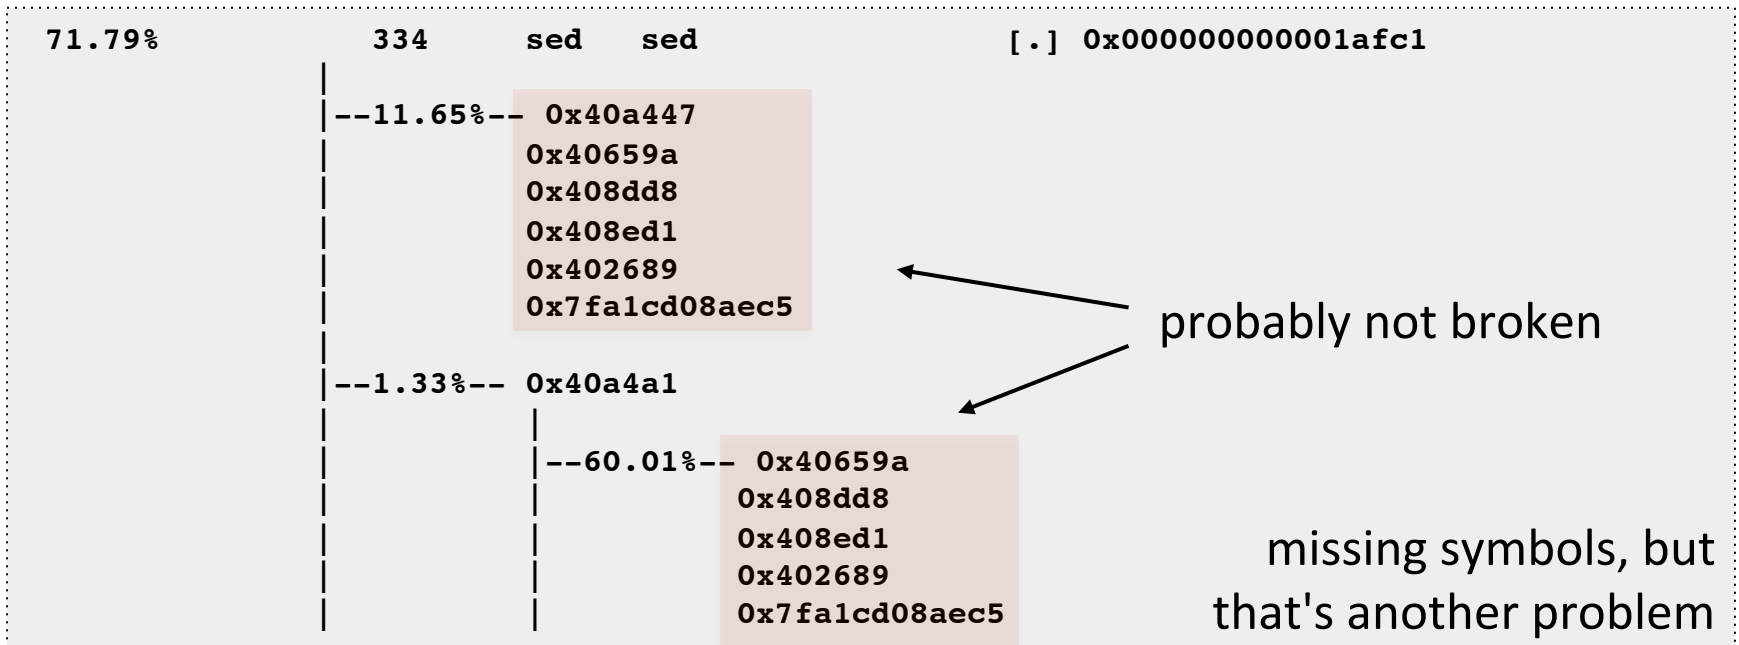 71.79% 334 sed sed [.] 0x000000000001afc1
|
|--11.65%-- 0x40a447
| 0x40659a
| 0x408dd8
| 0x408ed1
| 0x402689
| 0x7fa1cd08aec5
|
|--1.33%-- 0x40a4a1
| |
| |--60.01%-- 0x40659a
| | 0x408dd8
| | 0x408ed1
| | 0x402689
| | 0x7fa1cd08aec5
probably not broken
missing symbols, but
that's another problem